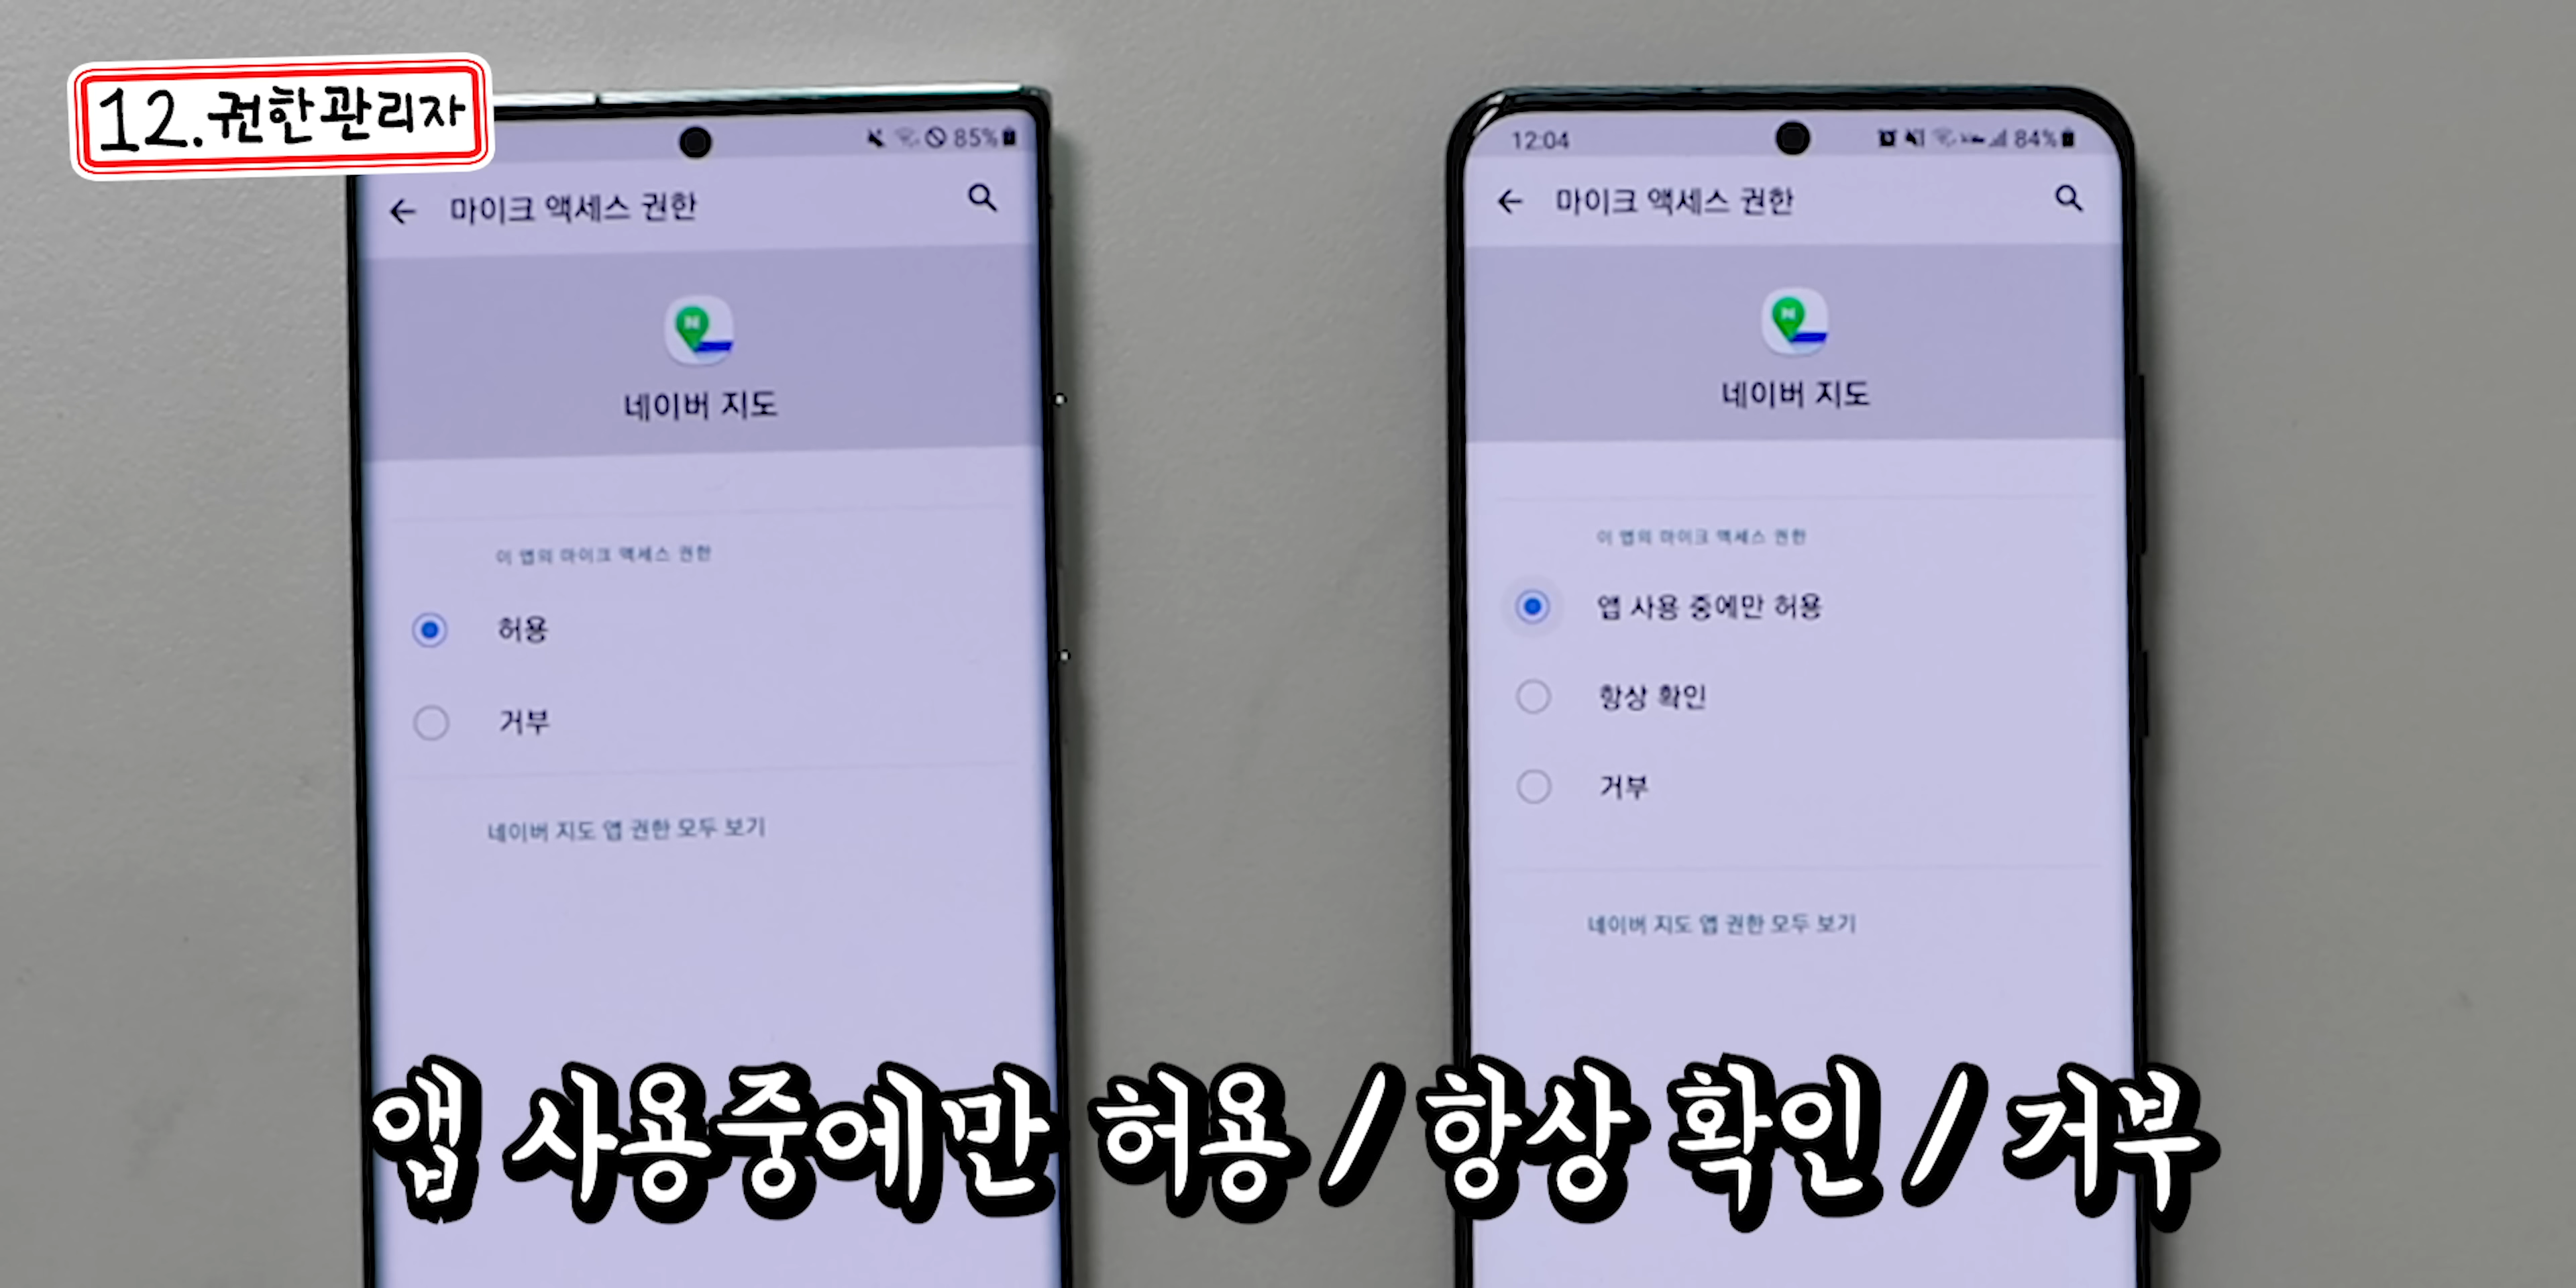 12.권한관리자
85%
마이크 액세스 권한
네이버 지도
이 앱의 마이크 액세스 권한
허용
거부
네이버 지도 앱 권한 모두 보기
12:04
84%
마이크 액세스 권한
N
네이버 지도
이 앱의 마이크 액세스 권한
앱 사용 중에만 허용
항상 확인
거부
네이버 지도 앱 권한 모두 보기
앱 사용중에만 허용 / 항상 확인 / 거부